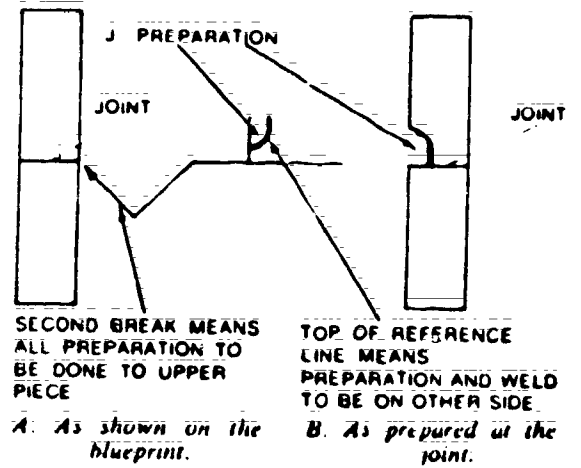 J PREPARATION
JOINT
JOINT
SECOND BREAK MEANS
ALL PREPARATION TO
BE DONE TO UPPER
PIECE
TOP OF REFERENCE
LINE MEANS
PREPARATION AND WELD
TO BE ON OTHER SIDE
A. As shown on the
blueprint.
B. As prepared at the
joint.